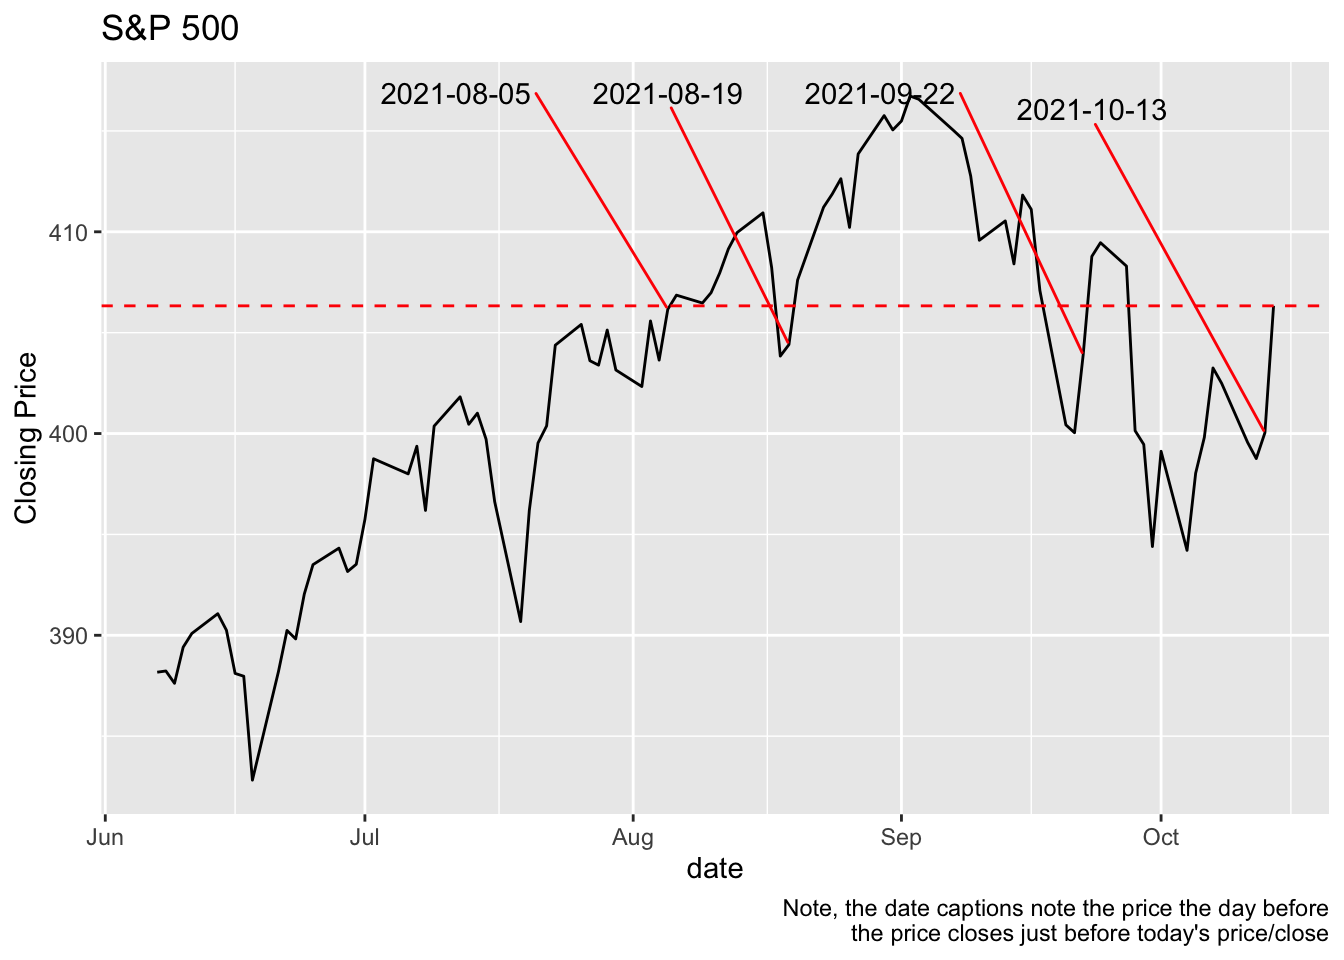 S&P 500
2021-08-05
2021-08-19
2021-09-22
2021-10-13
410
400
390
Closing Price
Jun
Jul
Aug
Sep
Oct
date
Note, the date captions note the price the day before
the price closes just before today's price/close